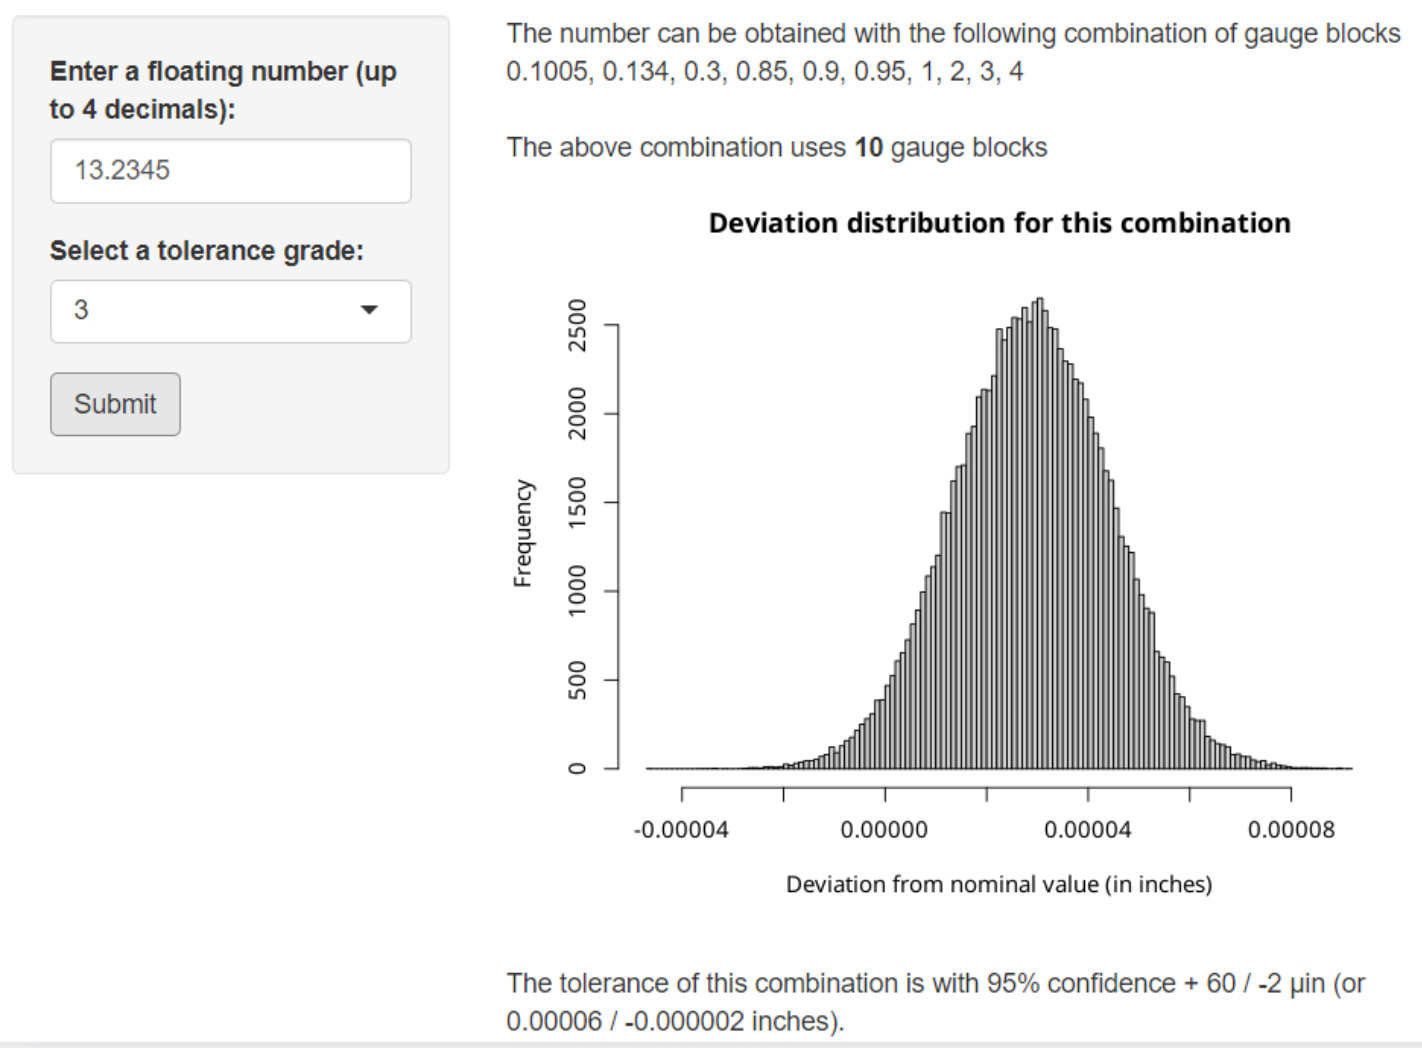 Enter a floating number (up
to 4 decimals):
13.2345
Select a tolerance grade:
3
Submit
The number can be obtained with the following combination of gauge blocks
0.1005, 0.134, 0.3, 0.85, 0.9, 0.95, 1, 2, 3, 4
The above combination uses 10 gauge blocks
Deviation distribution for this combination
Frequency
2500
2000
1500
1000
500
0
-0.00004 0.00000 0.00004 0.00008
Deviation from nominal value (in inches)
The tolerance of this combination is with 95% confidence + 60 / -2 µin (or
0.00006 / -0.000002 inches).